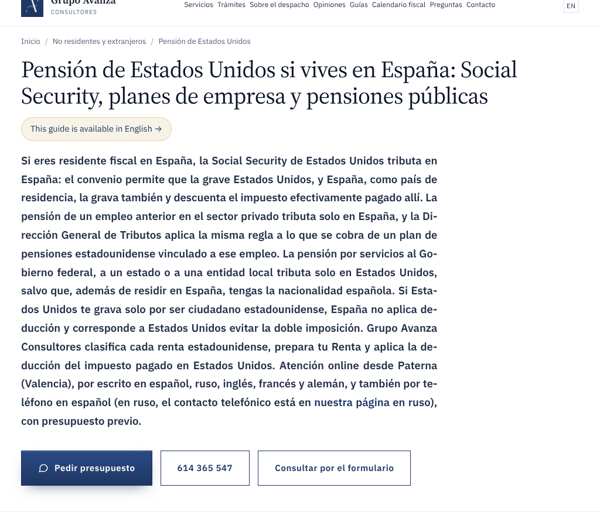 Grupo Avanza
CONSULTORES
Servicios Trámites Sobre el despacho Opiniones Guías Calendario fiscal Preguntas Contacto
EN
Inicio / No residentes y extranjeros / Pensión de Estados Unidos
Pensión de Estados Unidos si vives en España: Social
Security, planes de empresa y pensiones públicas
This guide is available in English →
Si eres residente fiscal en España, la Social Security de Estados Unidos tributa en
España: el convenio permite que la grave Estados Unidos, y España, como país de
residencia, la grava también y descuenta el impuesto efectivamente pagado allí. La
pensión de un empleo anterior en el sector privado tributa solo en España, y la Di-
rección General de Tributos aplica la misma regla a lo que se cobra de un plan de
pensiones estadounidense vinculado a ese empleo. La pensión por servicios al Go-
bierno federal, a un estado o a una entidad local tributa solo en Estados Unidos,
salvo que, además de residir en España, tengas la nacionalidad española. Si Esta-
dos Unidos te grava solo por ser ciudadano estadounidense, España no aplica de-
ducción y corresponde a Estados Unidos evitar la doble imposición. Grupo Avanza
Consultores clasifica cada renta estadounidense, prepara tu Renta y aplica la de-
ducción del impuesto pagado en Estados Unidos. Atención online desde Paterna
(Valencia), por escrito en español, ruso, inglés, francés y alemán, y también por te-
léfono en español (en ruso, el contacto telefónico está en nuestra página en ruso),
con presupuesto previo.
Pedir presupuesto
614 365 547
Consultar por el formulario